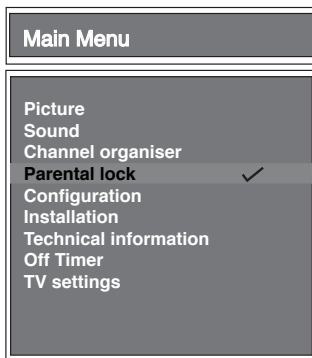 Main Menu
Picture
Sound
Channel organiser
Parental lock
Configuration
Installation
Technical information
Off Timer
TV settings